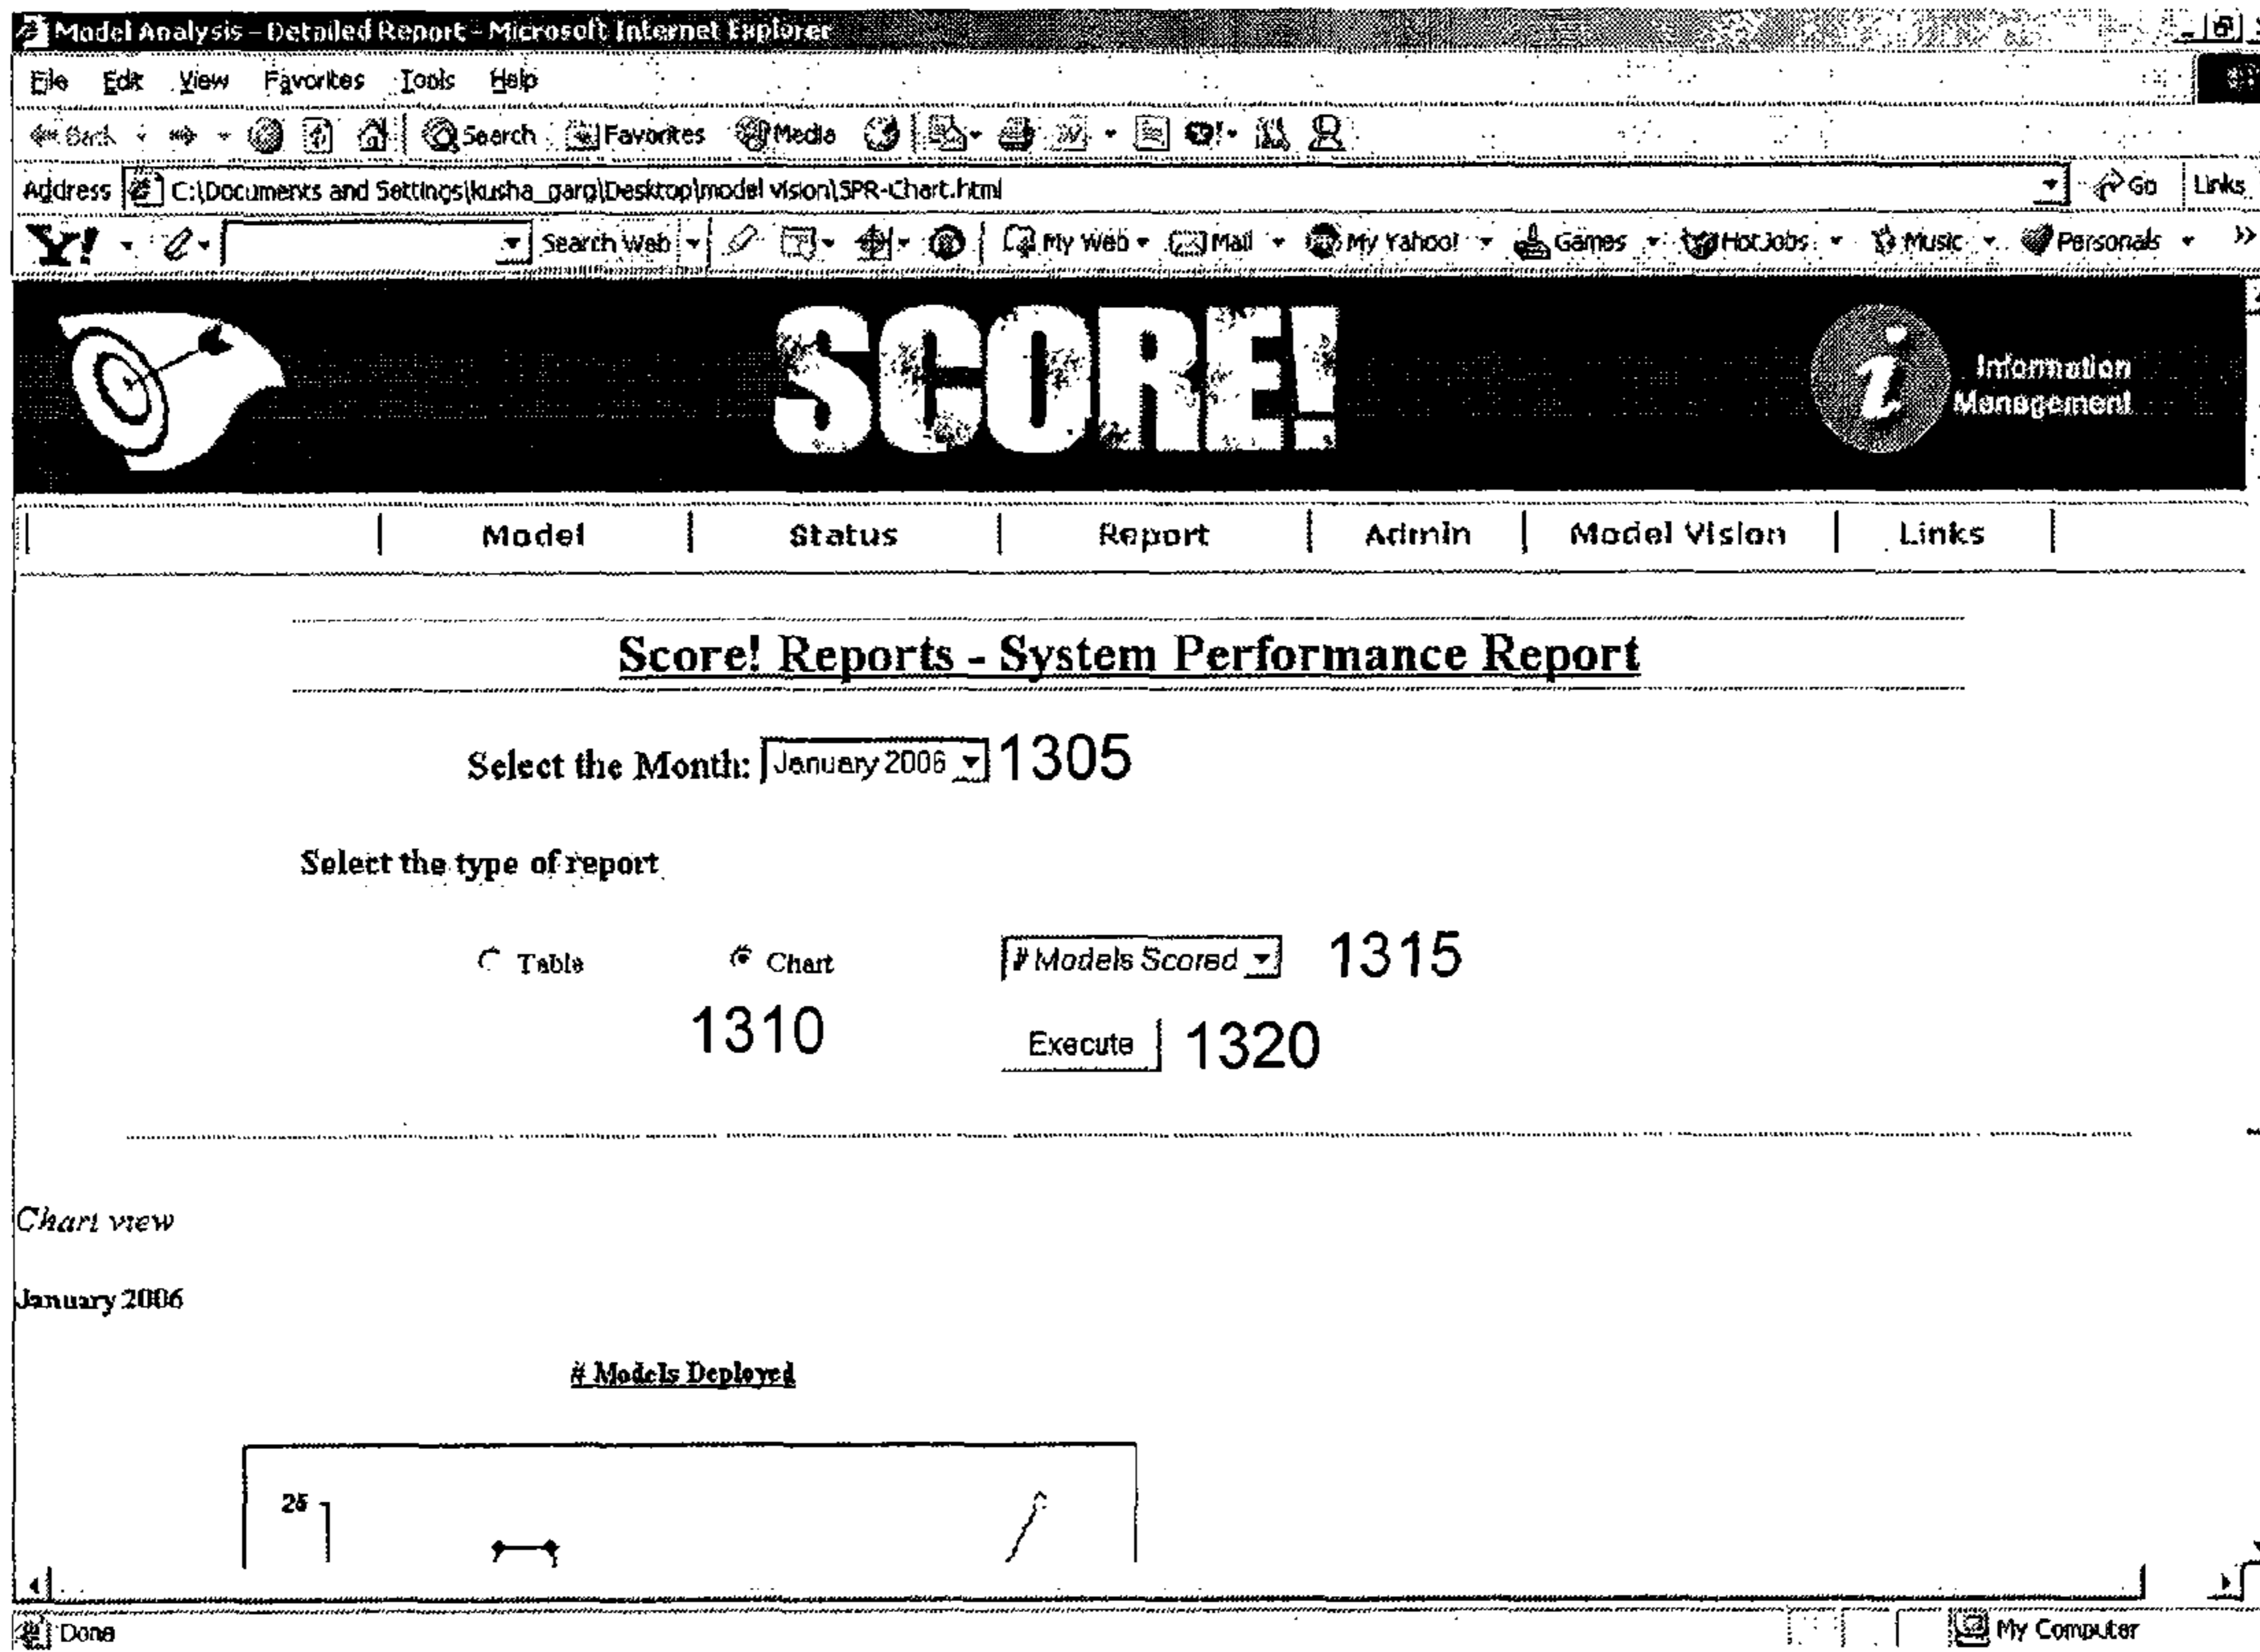 Model Analysis - Detailed Report - Microsoft Internet Explorer
File Edit View Favorites Tools Help
Back Search Favorites Media
Address C:\Documents and Settings\kusha_garg\Desktop\model vision\SPR-Chart.html Go Links
Y! Search Web My Web Mail My Yahoo! Games HotJobs Music Personals »
SCORE!
i Information
Management
Model Status Report Admin Model Vision Links
Score! Reports - System Performance Report
Select the Month: January 2006 1305
Select the type of report
Table Chart # Models Scored 1315
1310 Execute 1320
Chart view
January 2006
# Models Deployed
25
Done My Computer